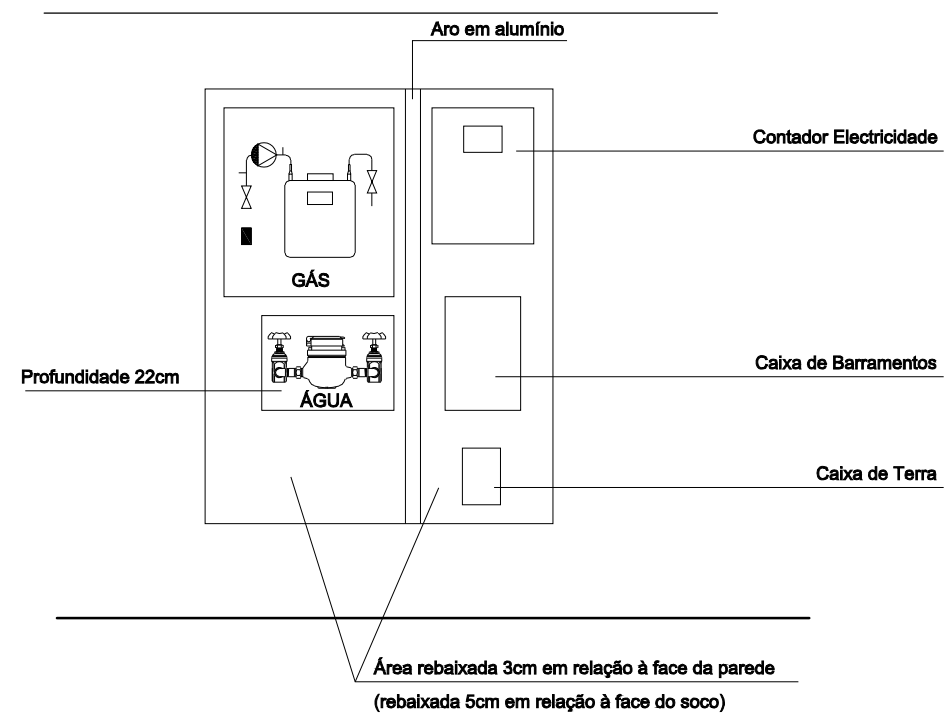 Aro em alumínio
Contador Electricidade
GÁS
Profundidade 22cm
ÁGUA
Caixa de Barramentos
Caixa de Terra
Área rebaixada 3cm em relação à face da parede
(rebaixada 5cm em relação à face do soco)